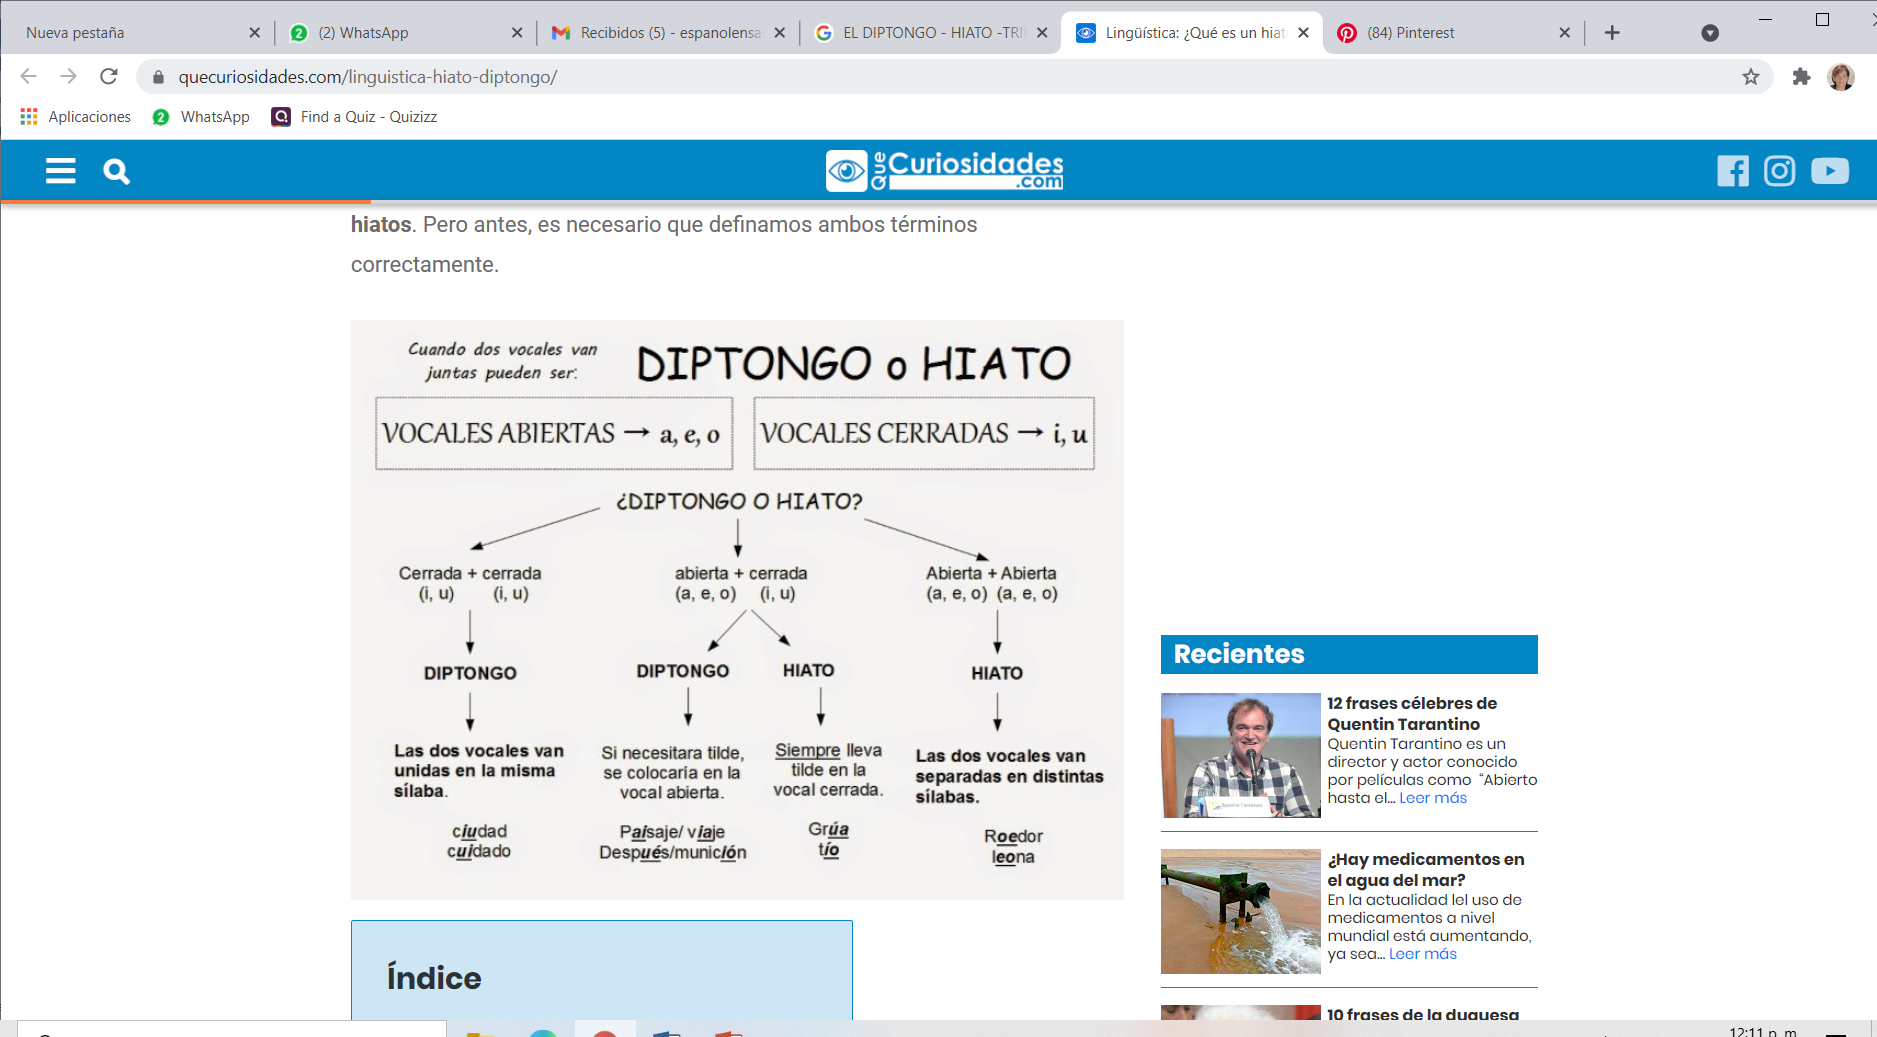 Nueva pestaña
(2) WhatsApp
Recibidos (5) - espanolensa
EL DIPTONGO - HIATO -TRI
Lingüística: ¿Qué es un hiat
(84) Pinterest
quecuriosidades.com/linguistica-hiato-diptongo/
Aplicaciones
2 WhatsApp
Find a Quiz - Quizizz
Que Curiosidades
.com
hiatos. Pero antes, es necesario que definamos ambos términos
correctamente.
Cuando dos vocales van
juntas pueden ser:
DIPTONGO o HIATO
VOCALES ABIERTAS → a, e, o
VOCALES CERRADAS → i, u
¿DIPTONGO O HIATO?
Cerrada + cerrada
(i, u) (i, u)
DIPTONGO
Las dos vocales van
unidas en la misma
sílaba.
ciudad
cuidado
abierta + cerrada
(a, e, o) (i, u)
DIPTONGO
Si necesitara tilde,
se colocaría en la
vocal abierta.
Paisaje/ viaje
Después/munición
HIATO
Siempre lleva
tilde en la
vocal cerrada.
Grúa
tío
Abierta + Abierta
(a, e, o) (a, e, o)
HIATO
Las dos vocales van
separadas en distintas
sílabas.
Roedor
leona
Índice
Recientes
12 frases célebres de
Quentin Tarantino
Quentin Tarantino es un
director y actor conocido
por películas como “Abierto
hasta el... Leer más
¿Hay medicamentos en
el agua del mar?
En la actualidad lel uso de
medicamentos a nivel
mundial está aumentando,
ya sea... Leer más
10 frases de la duquesa
12:11 p. m.